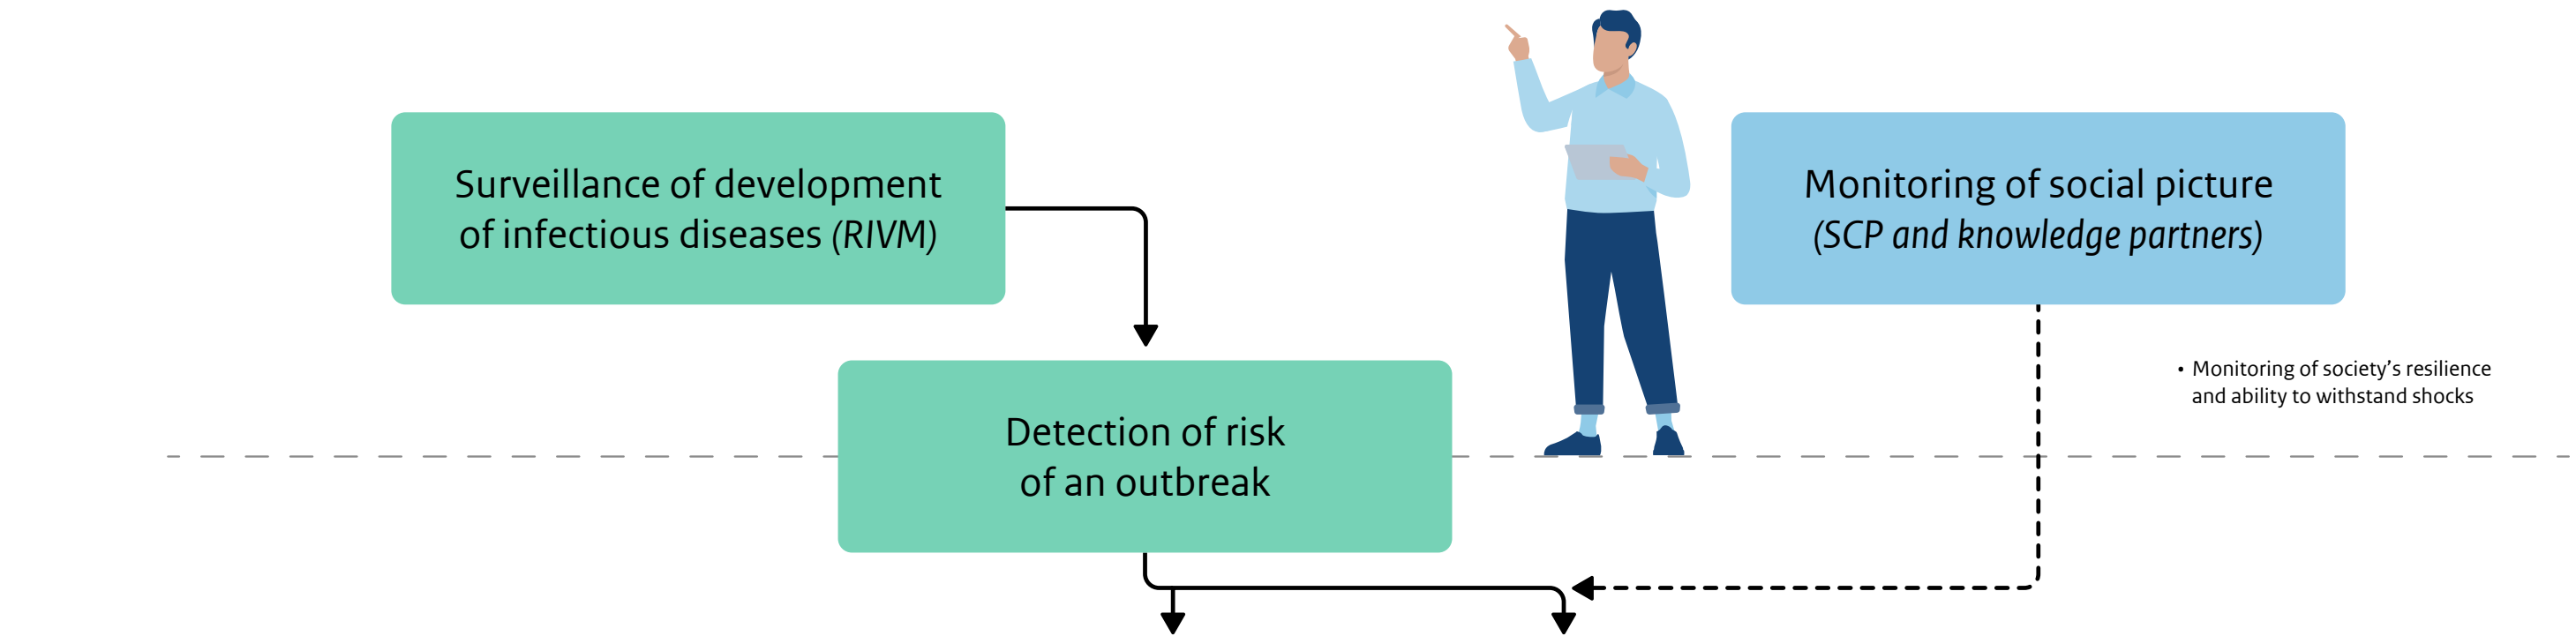 Surveillance of development
of infectious diseases (RIVM)
Monitoring of social picture
(SCP and knowledge partners)
• Monitoring of society’s resilience
and ability to withstand shocks
Detection of risk
of an outbreak